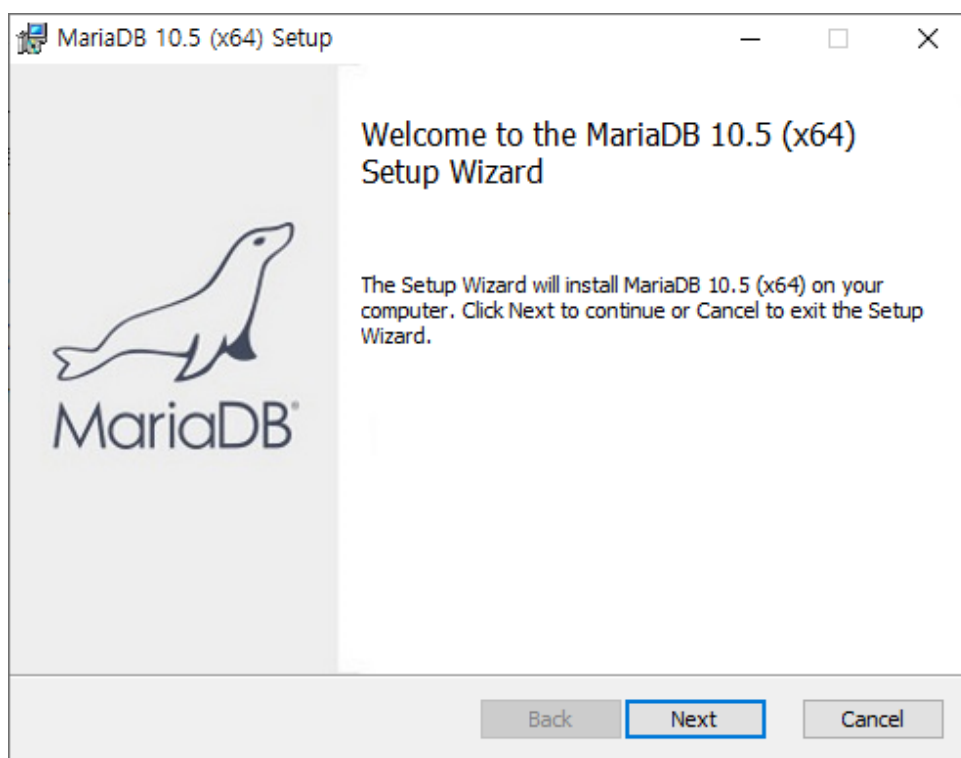 MariaDB 10.5 (x64) Setup
Welcome to the MariaDB 10.5 (x64)
Setup Wizard
The Setup Wizard will install MariaDB 10.5 (x64) on your
computer. Click Next to continue or Cancel to exit the Setup
Wizard.
MariaDB®
Back
Next
Cancel